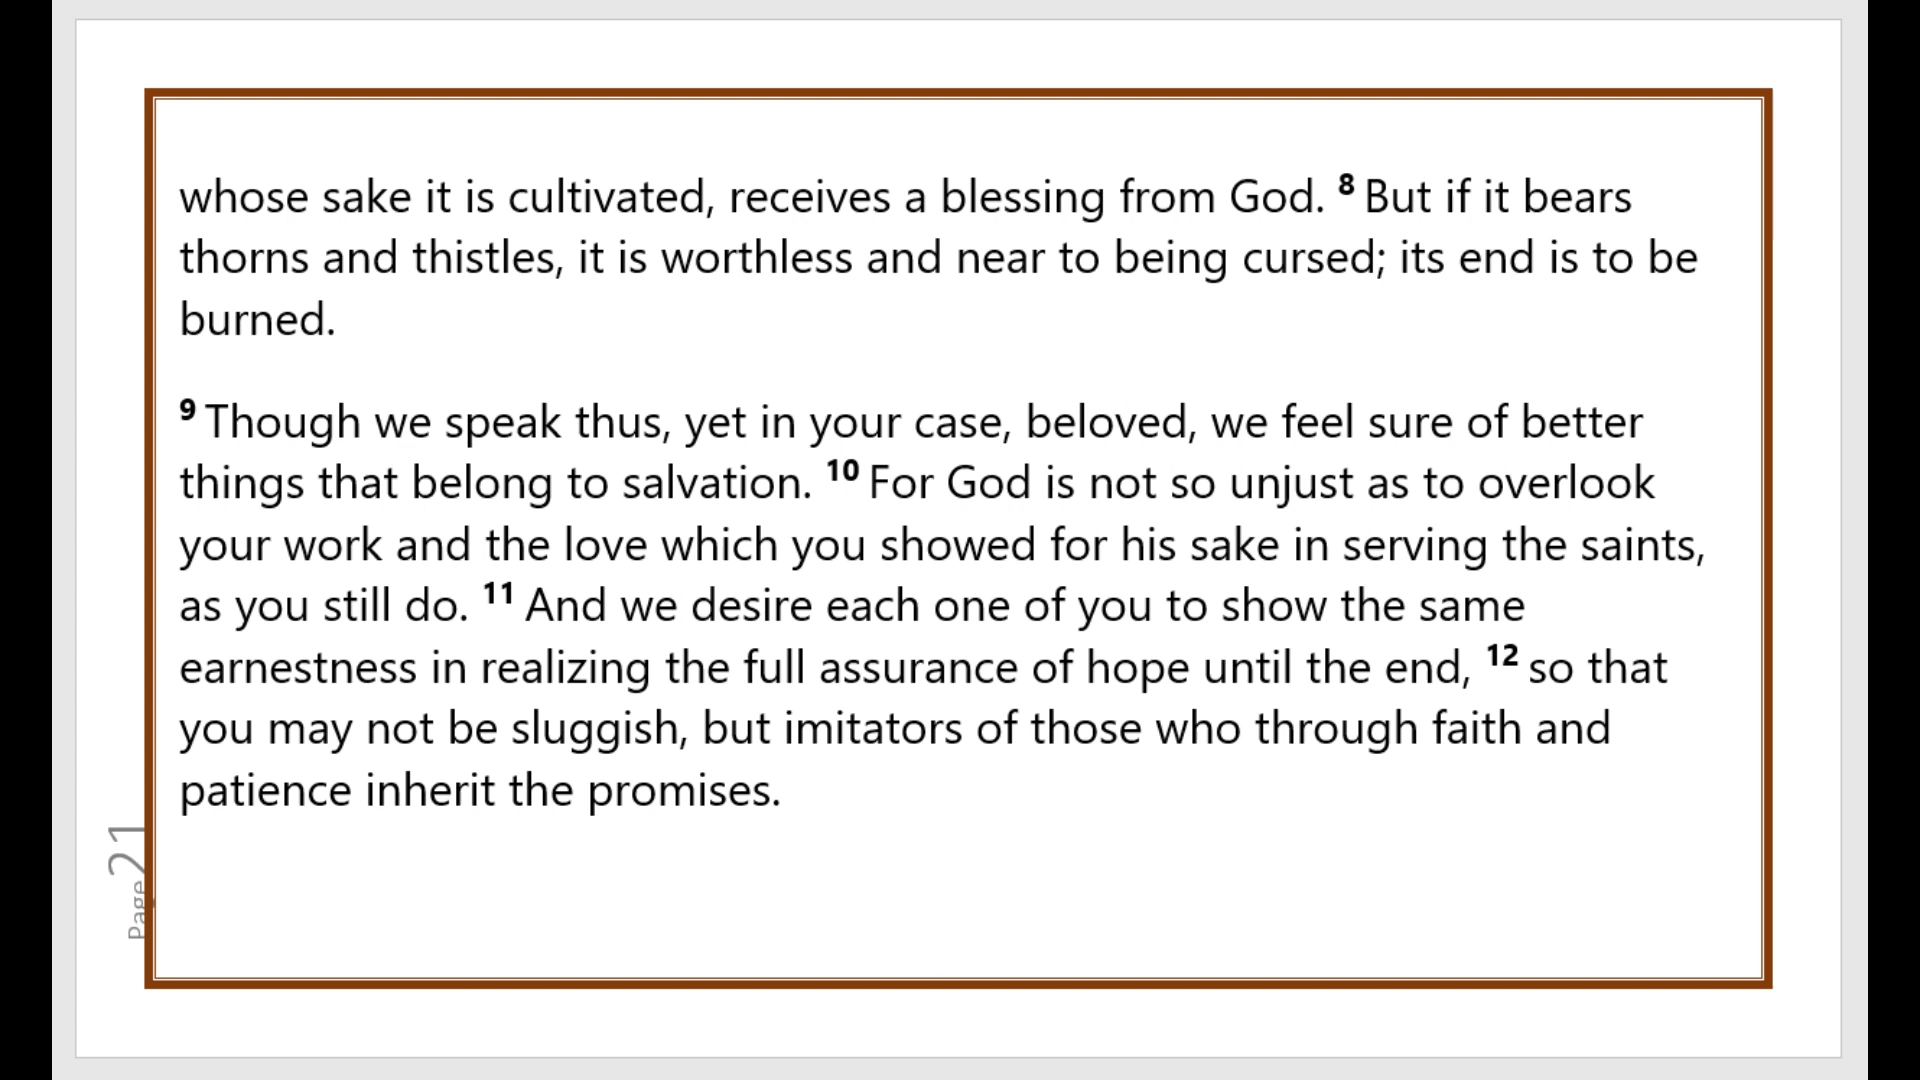 whose sake it is cultivated, receives a blessing from God. 8 But if it bears
thorns and thistles, it is worthless and near to being cursed; its end is to be
burned.
9 Though we speak thus, yet in your case, beloved, we feel sure of better
things that belong to salvation. 10 For God is not so unjust as to overlook
your work and the love which you showed for his sake in serving the saints,
as you still do. 11 And we desire each one of you to show the same
earnestness in realizing the full assurance of hope until the end, 12 so that
you may not be sluggish, but imitators of those who through faith and
patience inherit the promises.
Page 21